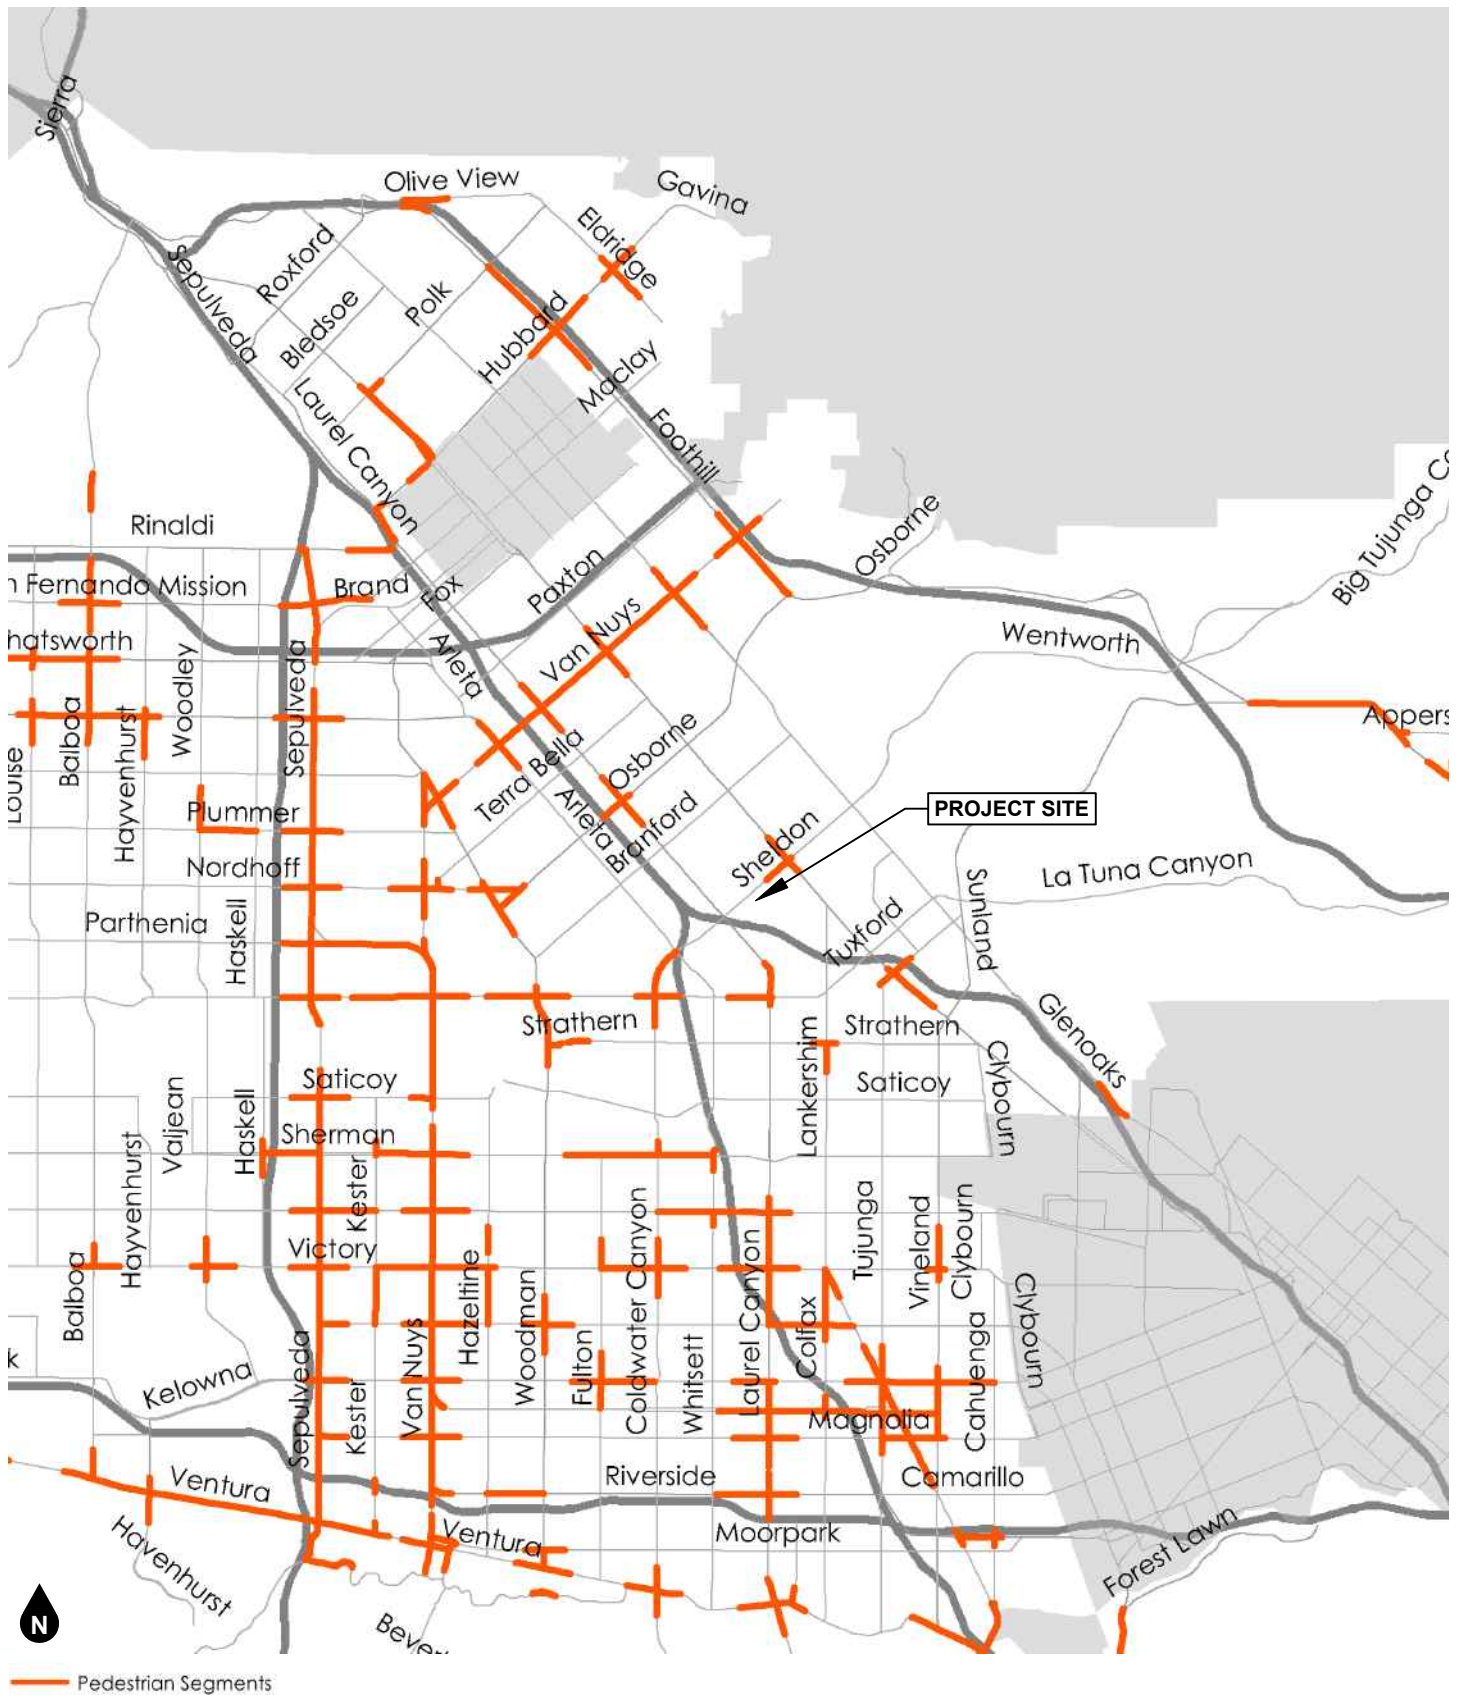 Sierra
Olive View
Gavina
Eldridge
Roxford
Sepulveda
Bledsoe
Polk
Hubbard
Maclay
Laurel Canyon
Foothill
Rinaldi
Osborne
Big Tujunga Co
n Fernando Mission
Brand
Fox
Paxton
hatsworth
Arleta
Van Nuys
Wentworth
Woodley
Sepulveda
Balboa
Hayvenhurst
Louise
Appers
Terra Bella
Osborne
Plummer
Arleta
Branford
PROJECT SITE
Sheldon
Nordhoff
La Tuna Canyon
Parthenia
Haskell
Tuxford
Sunland
Strathern
Glenoaks
Strathern
Lankershim
Saticoy
Saticoy
Clybourn
Valjean
Haskell
Sherman
Kester
Hayvenhurst
Victory
Balboa
Hazeltine
Woodman
Coldwater Canyon
Laurel Canyon
Tujunga
Vineland
Clybourn
Clybourn
k
Kelowna
Sepulveda
Kester
Van Nuys
Fulton
Whitsett
Colfax
Cahuenga
Magnolia
Ventura
Riverside
Camarillo
Havenhurst
Ventura
Moorpark
Forest Lawn
Bever
N
Pedestrian Segments